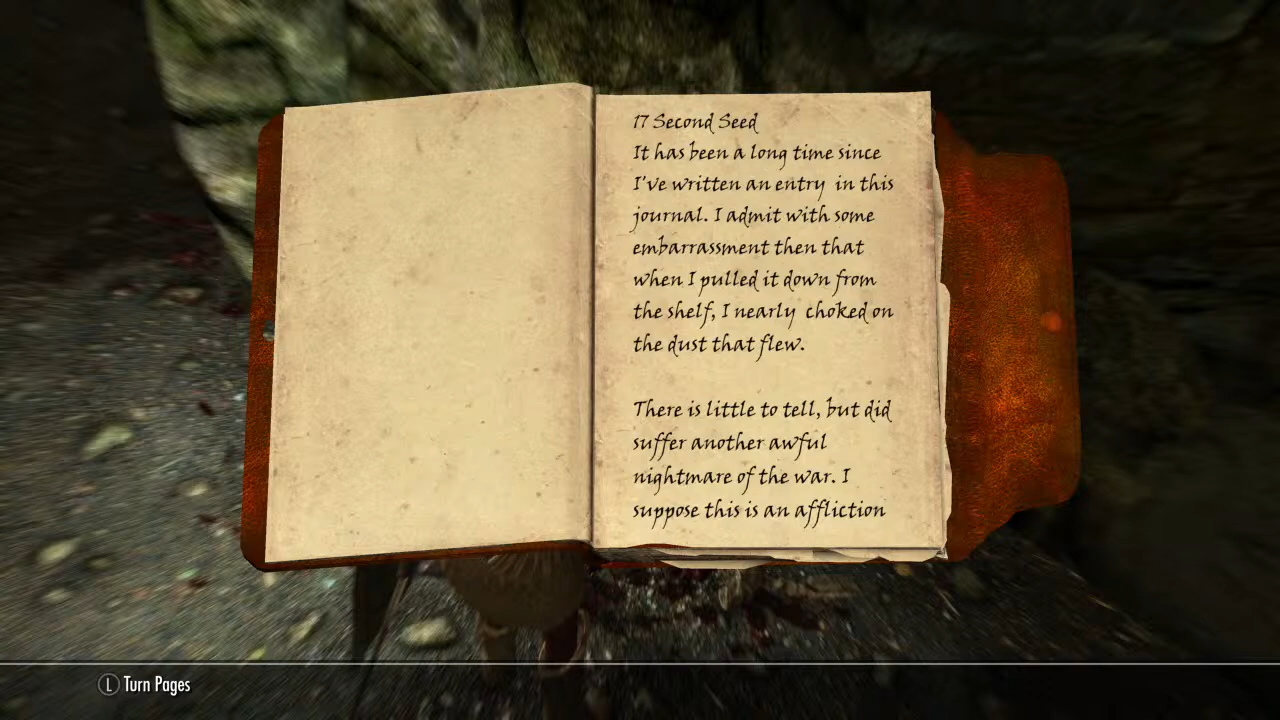 17 Second Seed
It has been a long time since
I've written an entry in this
journal. I admit with some
embarrassment then that
when I pulled it down from
the shelf, I nearly choked on
the dust that flew.
There is little to tell, but did
suffer another awful
nightmare of the war. I
suppose this is an affliction
L Turn Pages